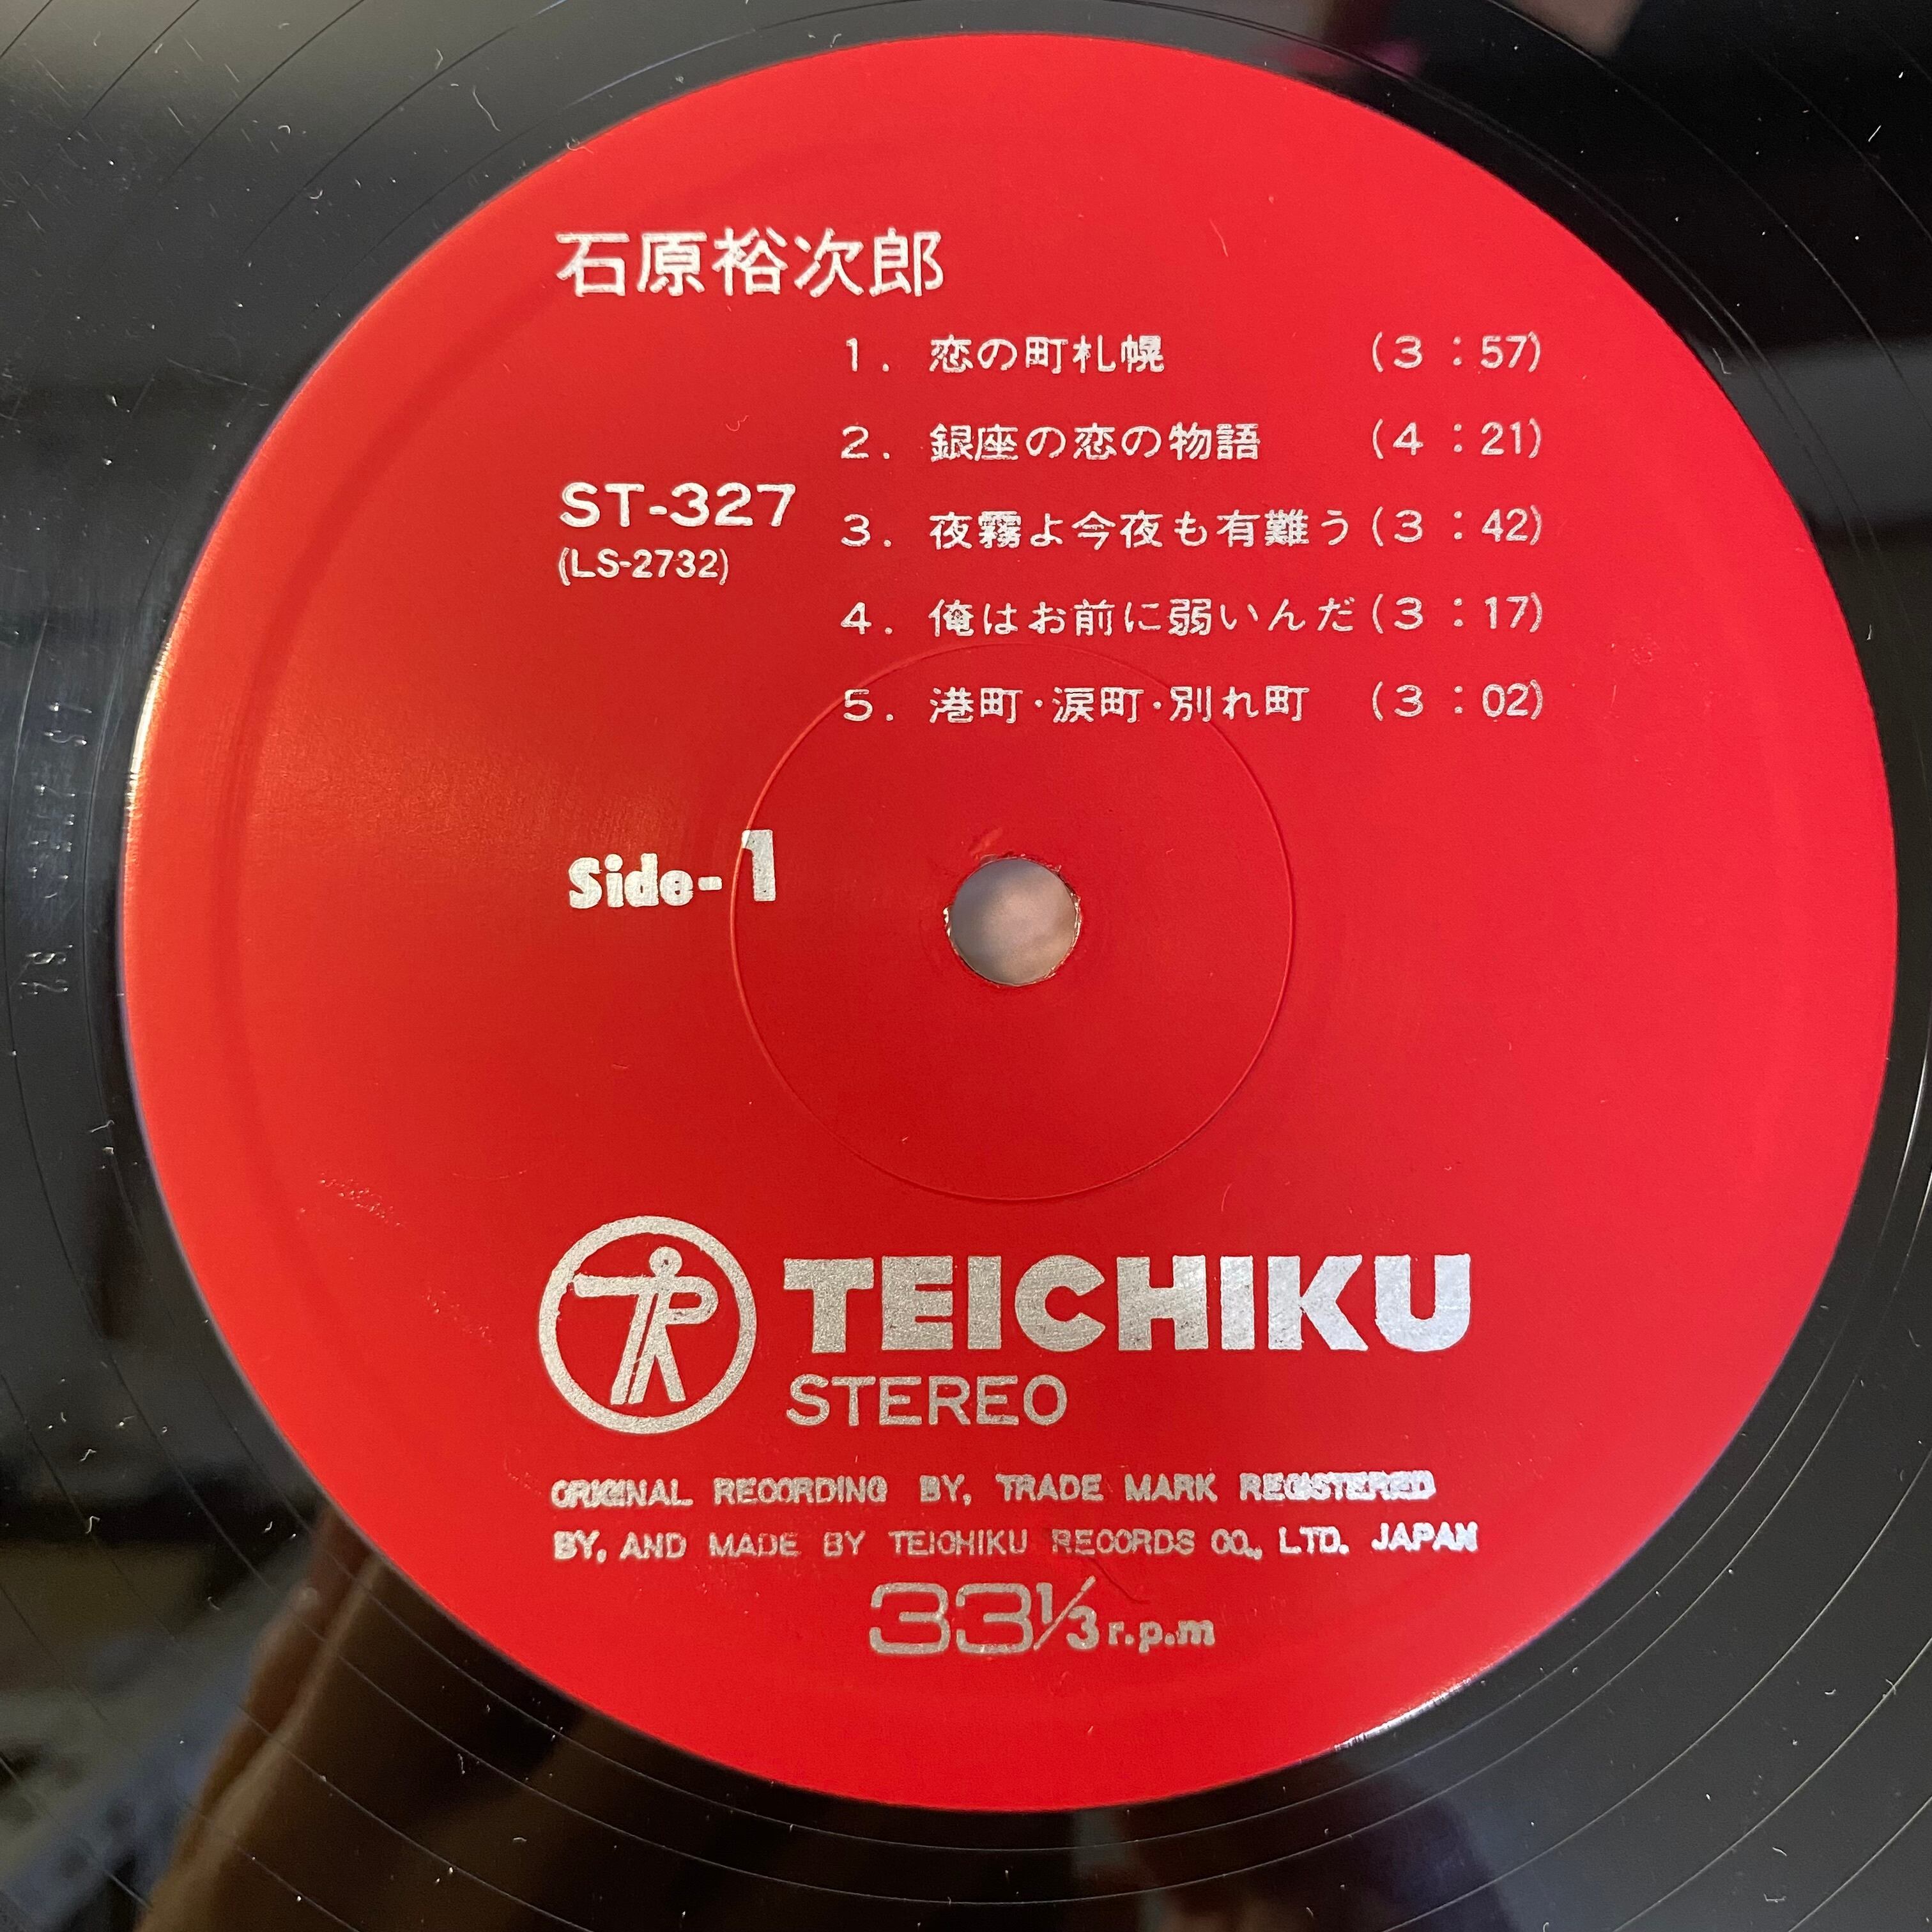 石原裕次郎
1. 恋の町札幌 (3:57)
2. 銀座の恋の物語 (4:21)
ST-327
3. 夜霧よ今夜も有難う (3:42)
(LS-2732)
4. 俺はお前に弱いんだ (3:17)
5. 港町·涙町·別れ町 (3:02)
Side-1
TEICHIKU
STEREO
ORIGINAL RECORDING BY, TRADE MARK REGISTERED
BY, AND MADE BY TEICHIKU RECORDS CO., LTD. JAPAN
33 1/3 r.p.m